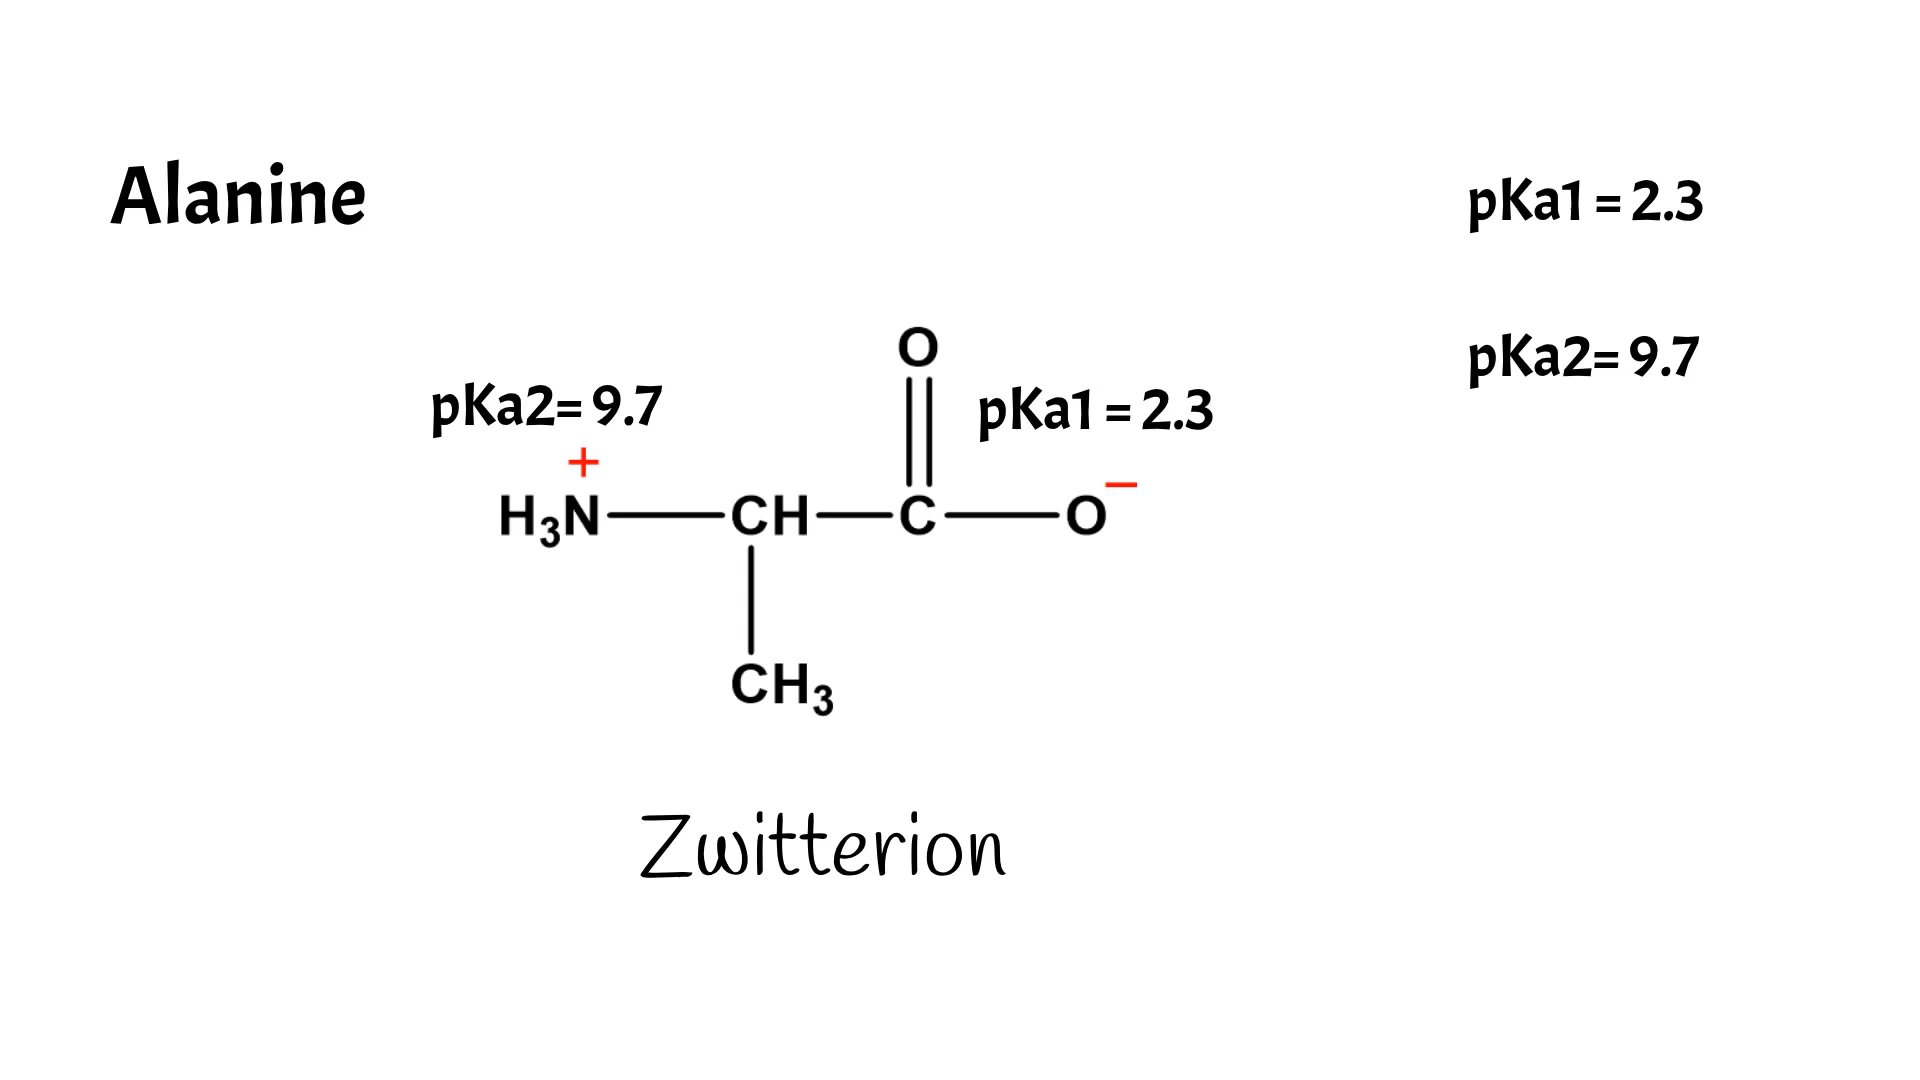 Alanine
pKa1 = 2.3
pKa2= 9.7
O
pKa2= 9.7
pKa1 = 2.3
+
−
H₃N CH C O
CH₃
Zwitterion